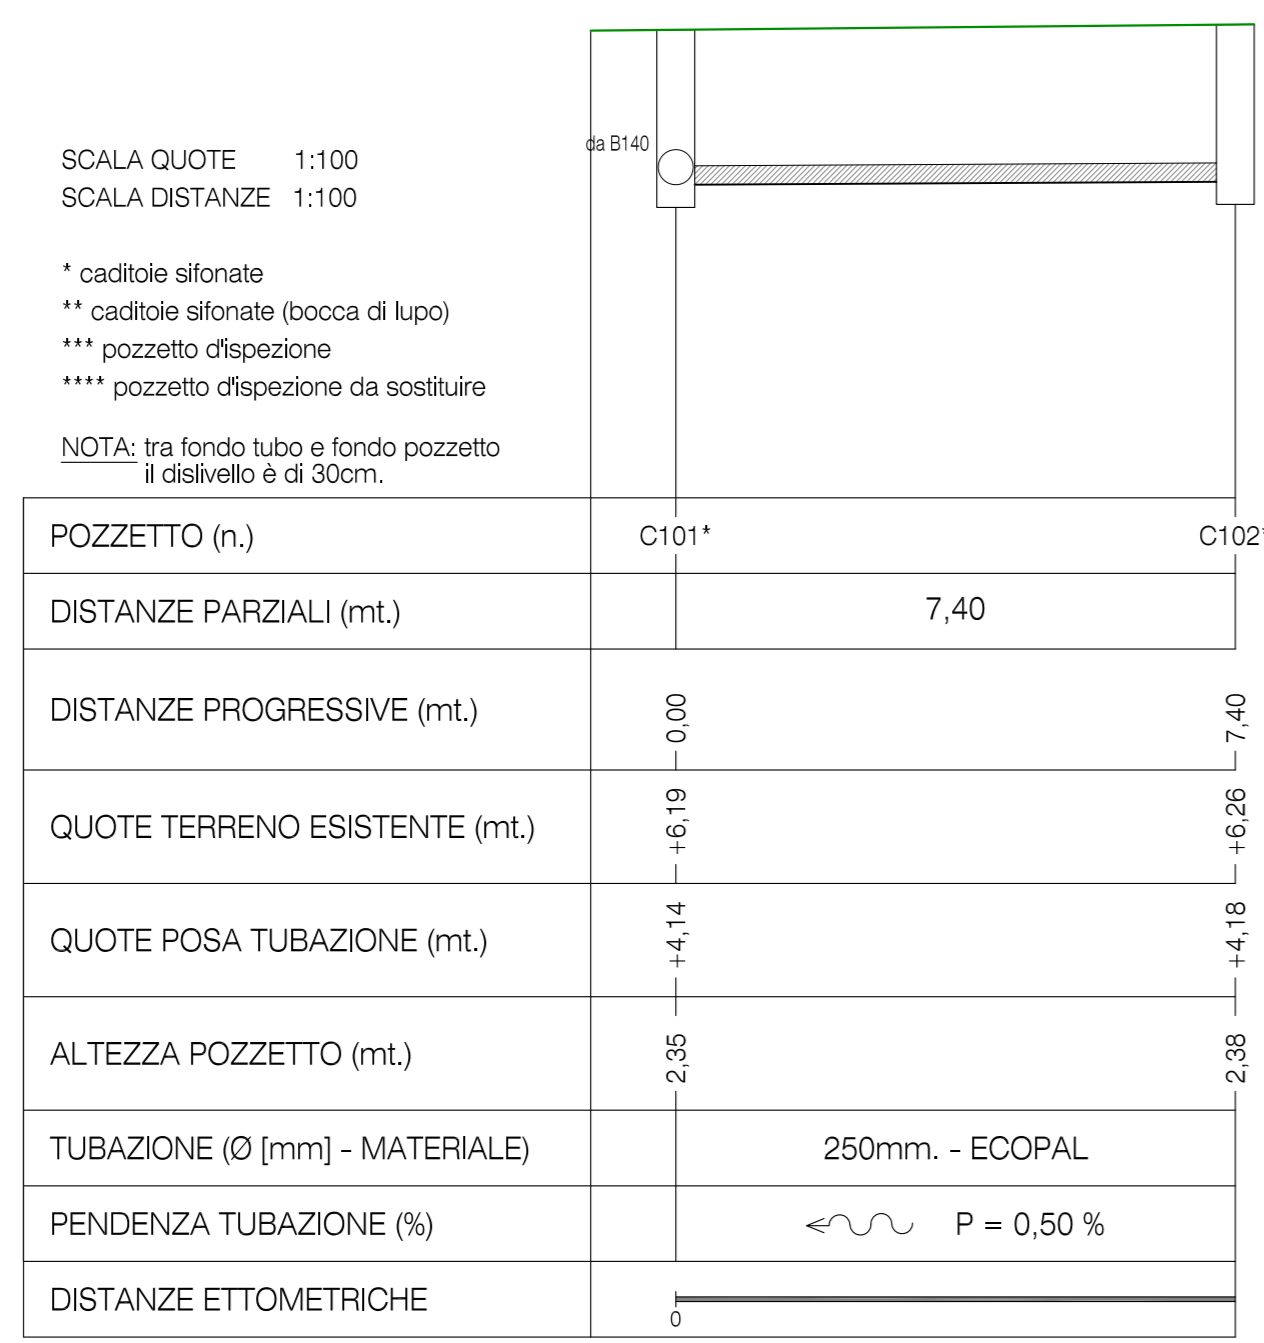 da B140
SCALA QUOTE 1:100
SCALA DISTANZE 1:100
* caditoie sifonate
** caditoie sifonate (bocca di lupo)
*** pozzetto d'ispezione
**** pozzetto d'ispezione da sostituire
NOTA: tra fondo tubo e fondo pozzetto
il dislivello è di 30cm.
POZZETTO (n.) C101* C102*
DISTANZE PARZIALI (mt.) 7,40
DISTANZE PROGRESSIVE (mt.) 0,00 7,40
QUOTE TERRENO ESISTENTE (mt.) +6,19 +6,26
QUOTE POSA TUBAZIONE (mt.) +4,14 +4,18
ALTEZZA POZZETTO (mt.) 2,35 2,38
TUBAZIONE (Ø [mm] - MATERIALE) 250mm. - ECOPAL
PENDENZA TUBAZIONE (%) P = 0,50 %
DISTANZE ETTOMETRICHE 0